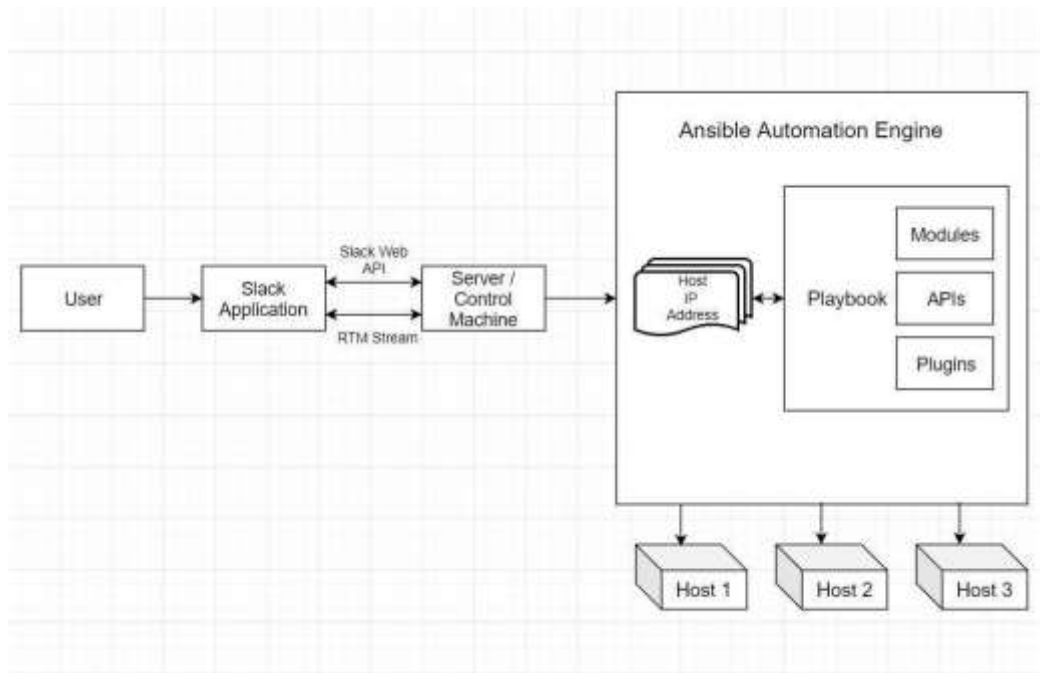 Ansible Automation Engine
Modules
Slack Web
API
Host
IP
Address
User
Slack
Application
Server /
Control
Machine
Playbook
APIs
RTM Stream
Plugins
Host 1
Host 2
Host 3